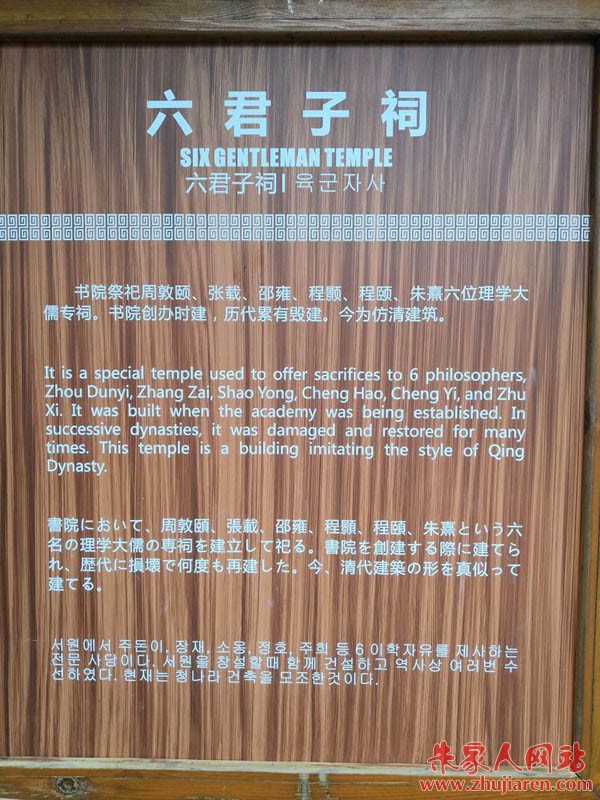 六君子祠
SIX GENTLEMAN TEMPLE
六君子祠| 육군자사
书院祭祀周敦颐、张载、邵雍、程颢、程颐、朱熹六位理学大
儒专祠。书院创办时建，历代累有毁建。今为仿清建筑。
It is a special temple used to offer sacrifices to 6 philosophers,
Zhou Dunyi, Zhang Zai, Shao Yong, Cheng Hao, Cheng Yi, and Zhu
Xi. It was built when the academy was being established. In
successive dynasties, it was damaged and restored for many
times. This temple is a building imitating the style of Qing
Dynasty.
書院において、周敦頤、張載、邵雍、程顥、程頤、朱熹という六
名の理学大儒の専祠を建立して祀る。書院を創建する際に建てら
れ、歴代に損壊で何度も再建した。今、清代建築の形を真似って
建てる。
서원에서 주돈이, 장재, 소옹, 정호, 주희 등 6 이학자유를 제사하는
전문 사당이다. 서원을 창설할때 함께 건설하고 역사상 여러번 수
선하였다. 현재는 청나라 건축을 모조한것이다.
朱家人网站
www.zhujiaren.com